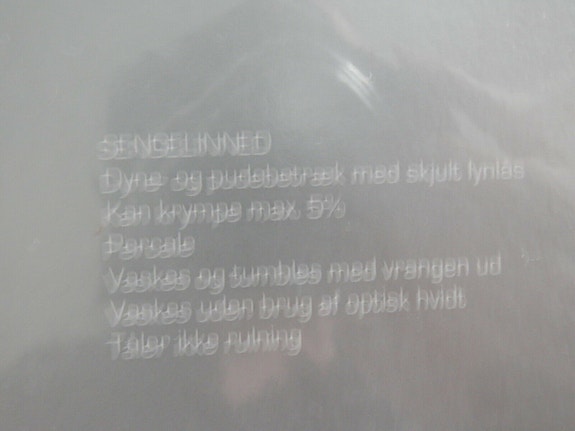 SENGELINNED
Dyne- og pudebetræk med skjult lynlås
Kan krympe max. 5%
Percale
Vaskes og tumbles med vrangen ud
Vaskes uden brug af optisk hvidt
Tåler ikke rulning